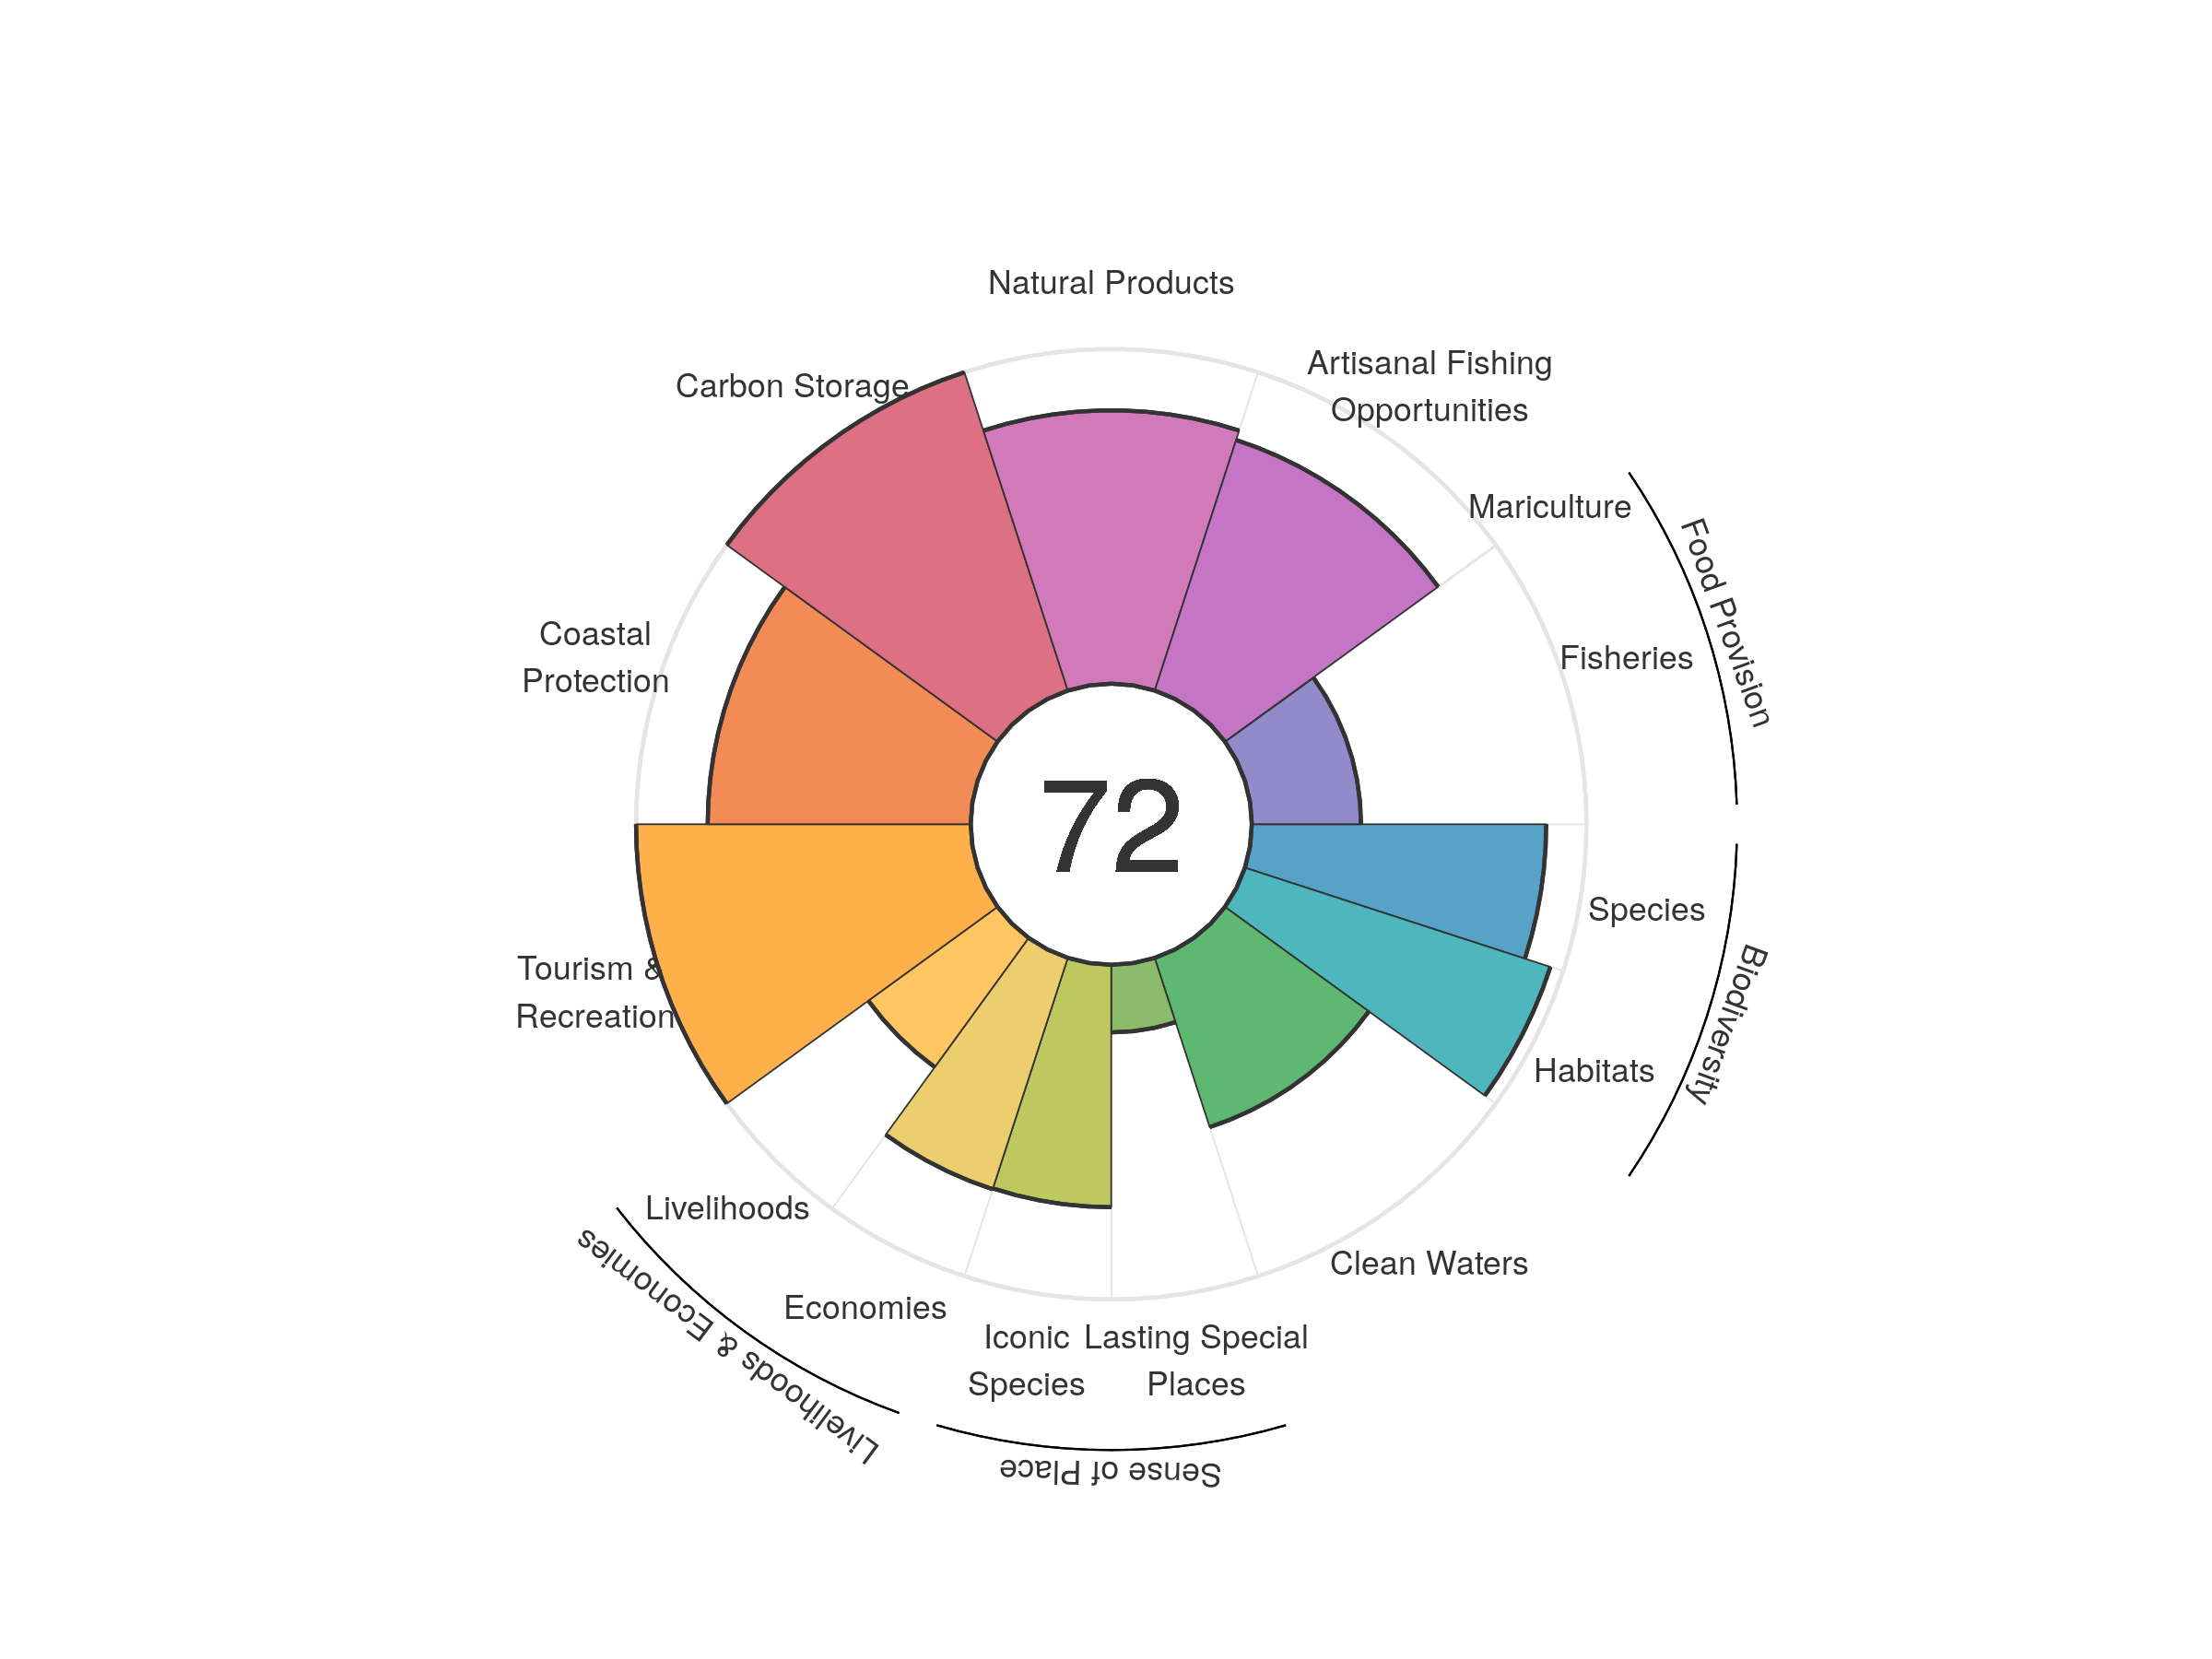 Natural Products
Artisanal Fishing
Opportunities
Carbon Storage
Mariculture
Food Provision
Fisheries
Coastal
Protection
72
Species
Biodiversity
Tourism &
Recreation
Habitats
Livelihoods
Livelihoods & Economies
Clean Waters
Economies
Iconic
Species
Lasting Special
Places
Sense of Place